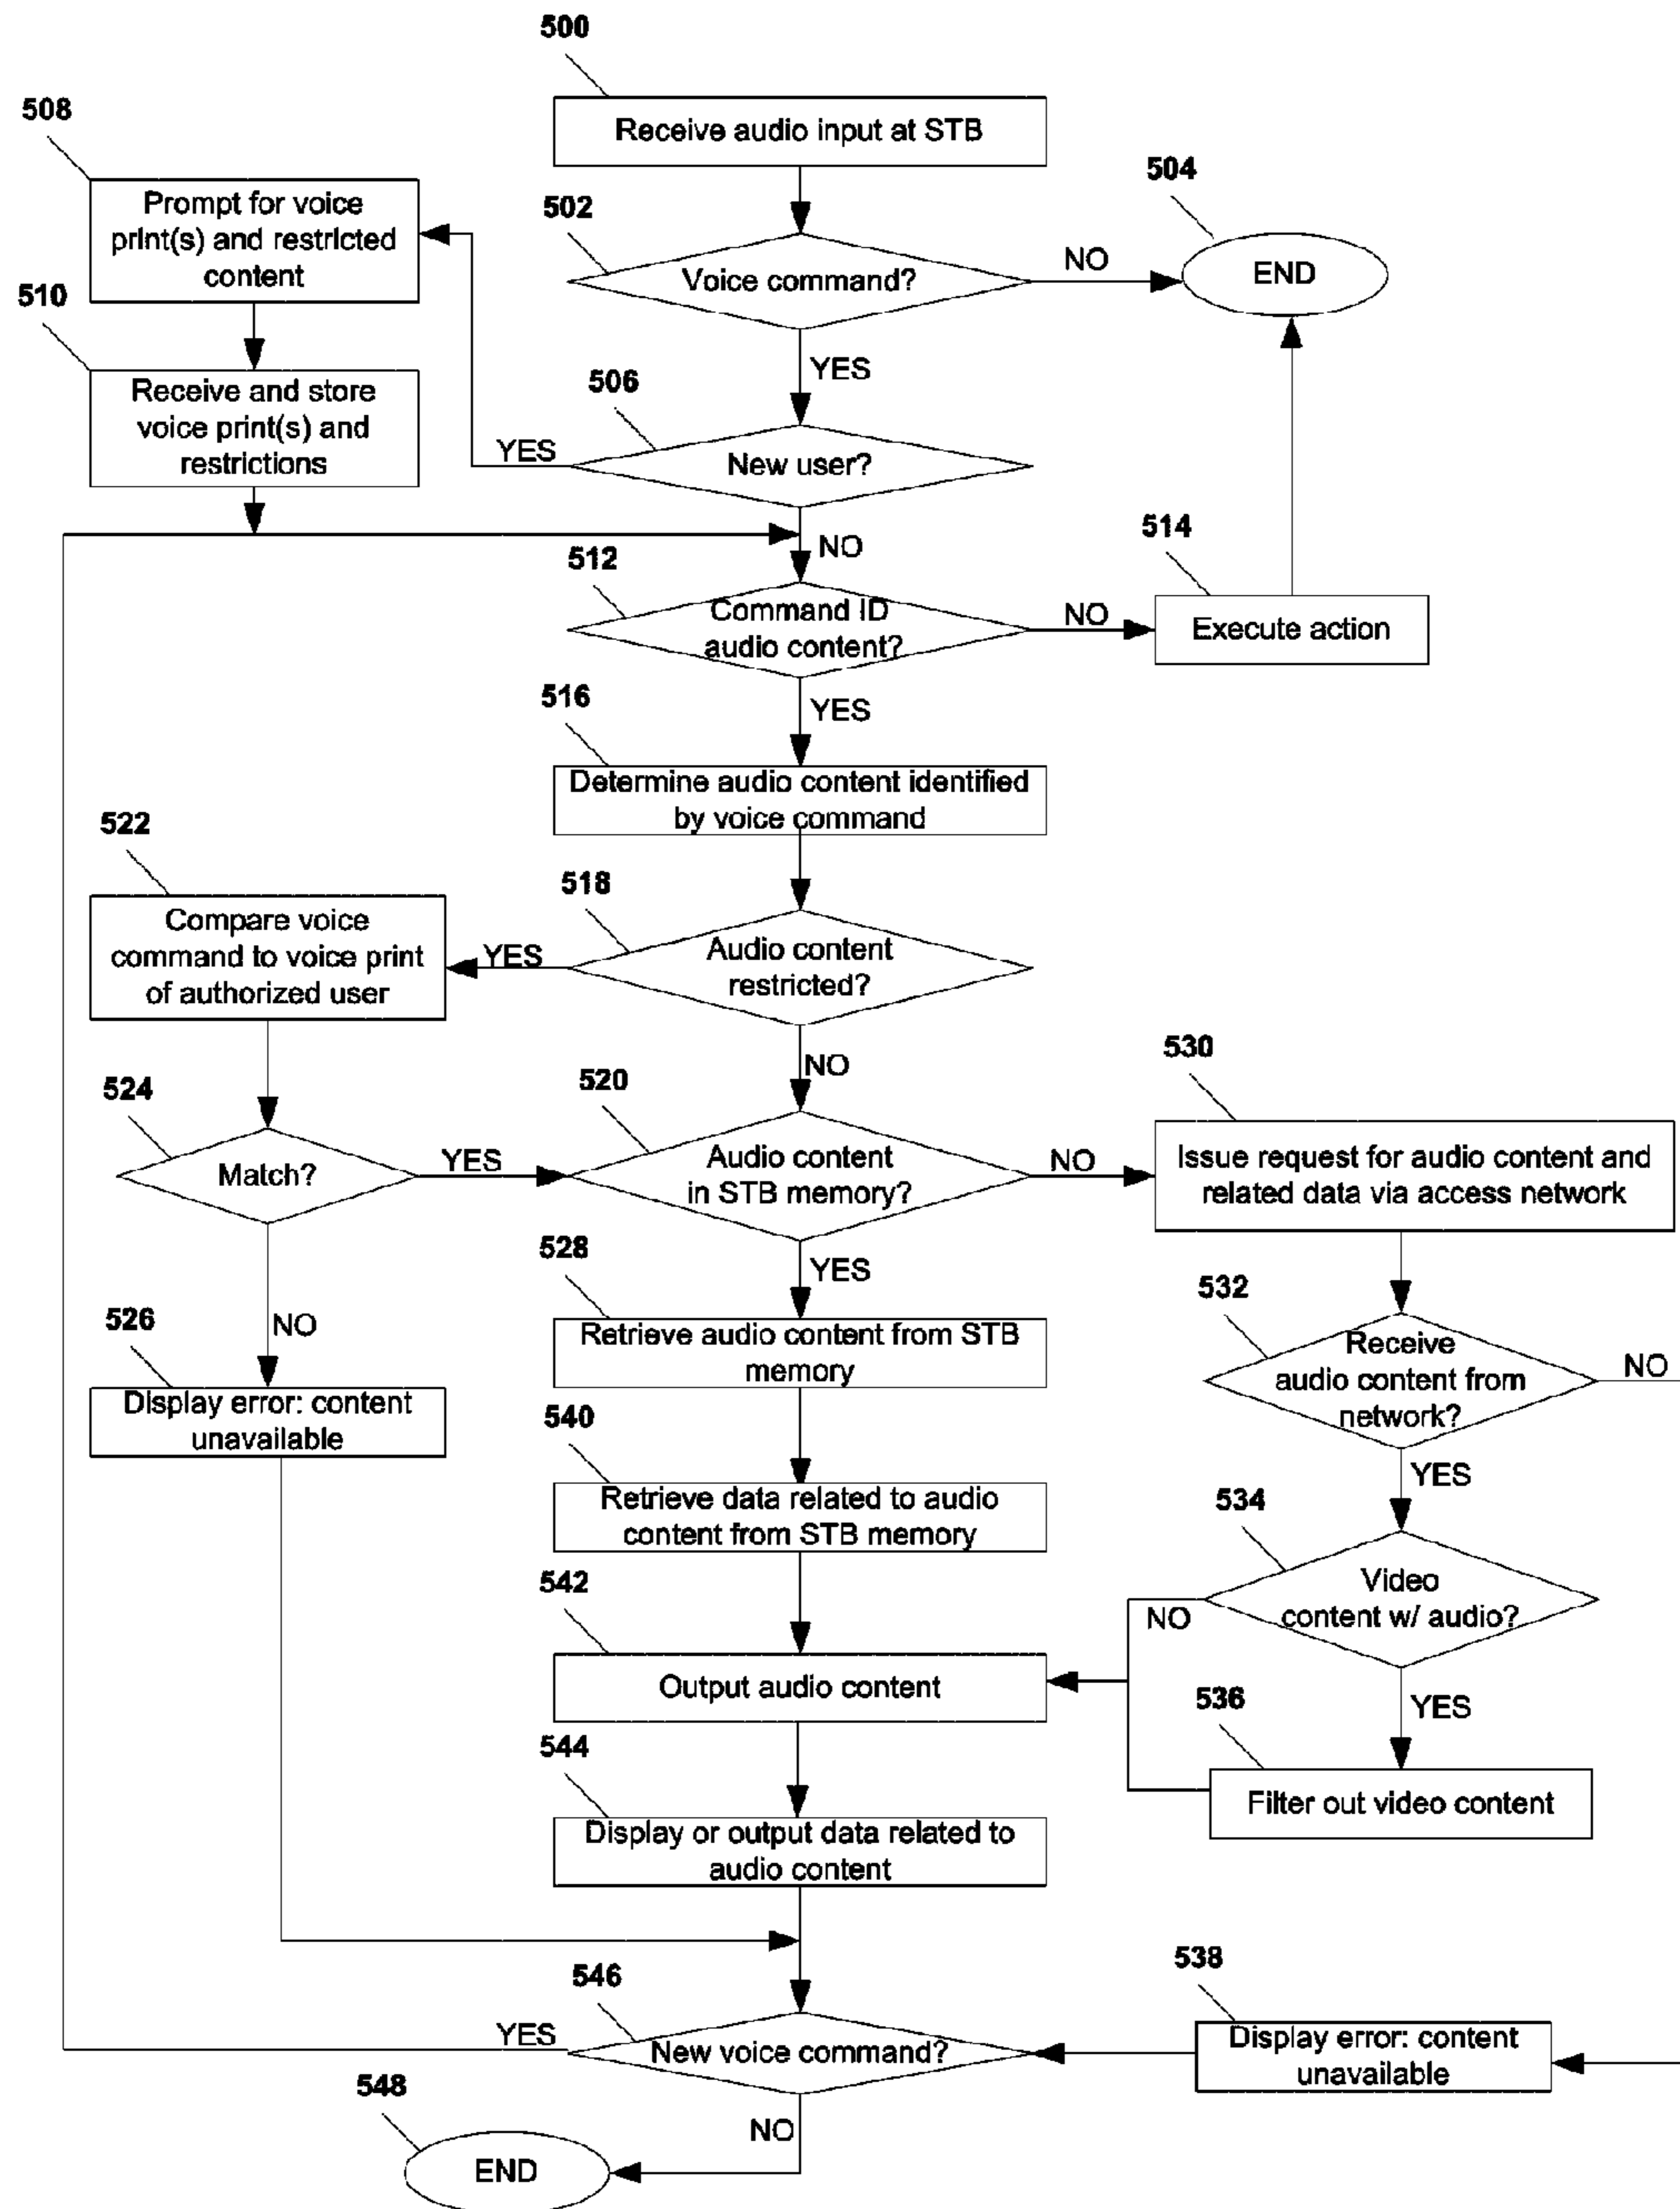 500
Receive audio input at STB
508
Prompt for voice
print(s) and restricted
content
502
Voice command?
NO
504
END
YES
510
Receive and store
voice print(s) and
restrictions
506
New user?
YES
NO
512
Command ID
audio content?
NO
514
Execute action
YES
516
Determine audio content identified
by voice command
518
Audio content
restricted?
YES
522
Compare voice
command to voice print
of authorized user
NO
524
Match?
YES
520
Audio content
in STB memory?
NO
530
Issue request for audio content and
related data via access network
NO
526
Display error: content
unavailable
YES
528
Retrieve audio content from STB
memory
532
Receive
audio content from
network?
NO
YES
540
Retrieve data related to audio
content from STB memory
534
Video
content w/ audio?
NO
YES
542
Output audio content
536
Filter out video content
544
Display or output data related to
audio content
546
New voice command?
YES
538
Display error: content
unavailable
NO
548
END